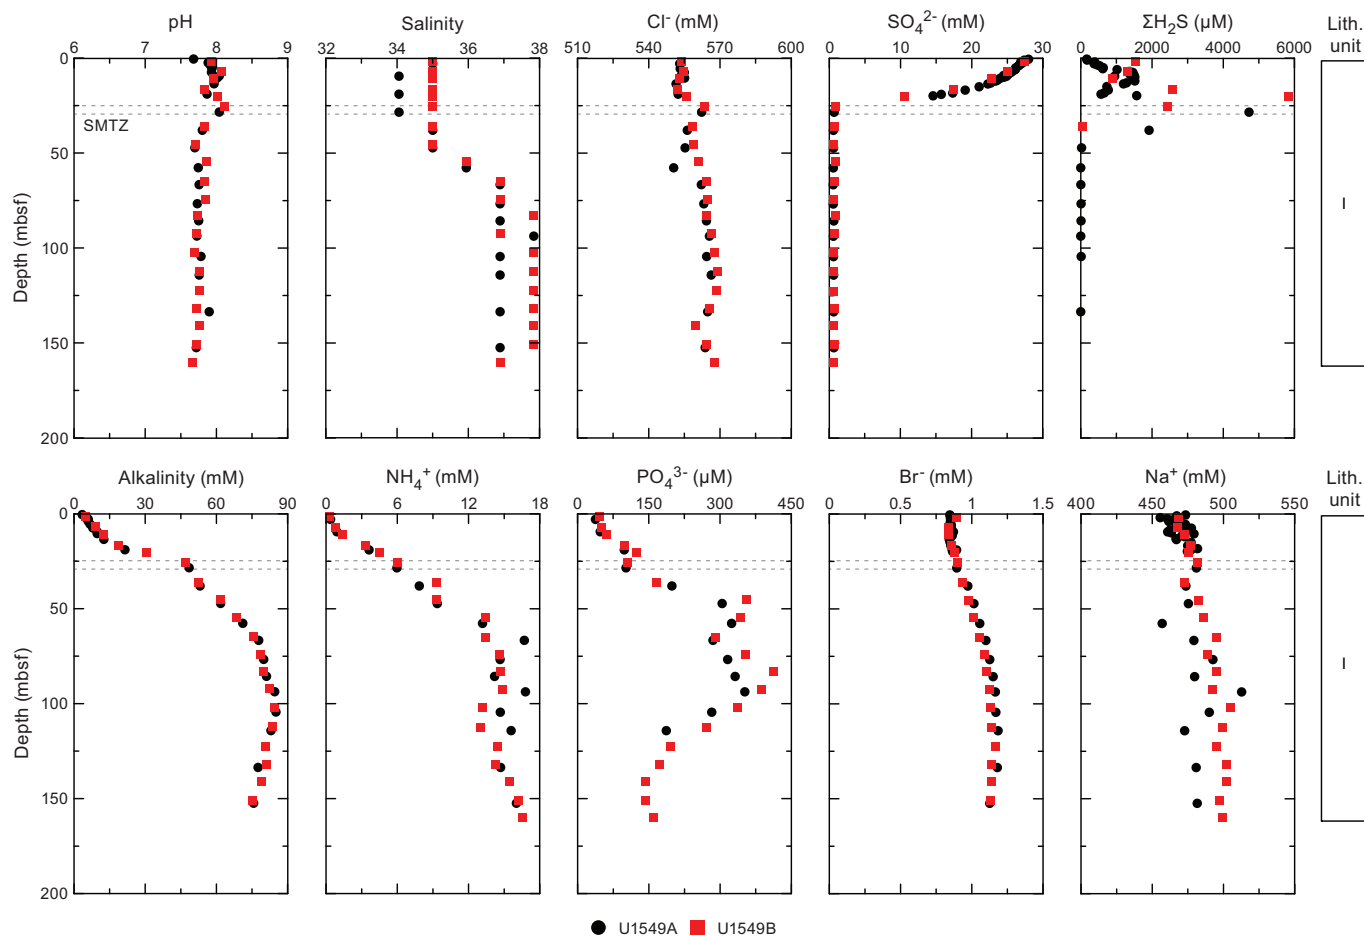 pH Salinity Cl⁻ (mM) SO₄²⁻ (mM) ΣH₂S (µM) Lith. unit
6 7 8 9 32 34 36 38 510 540 570 600 0 10 20 30 0 2000 4000 6000
0
SMTZ
50
100
150
200
Depth (mbsf)
I
Alkalinity (mM) NH₄⁺ (mM) PO₄³⁻ (µM) Br⁻ (mM) Na⁺ (mM) Lith. unit
0 30 60 90 0 6 12 18 0 150 300 450 0 0.5 1 1.5 400 450 500 550
0
50
100
150
200
Depth (mbsf)
I
U1549A U1549B